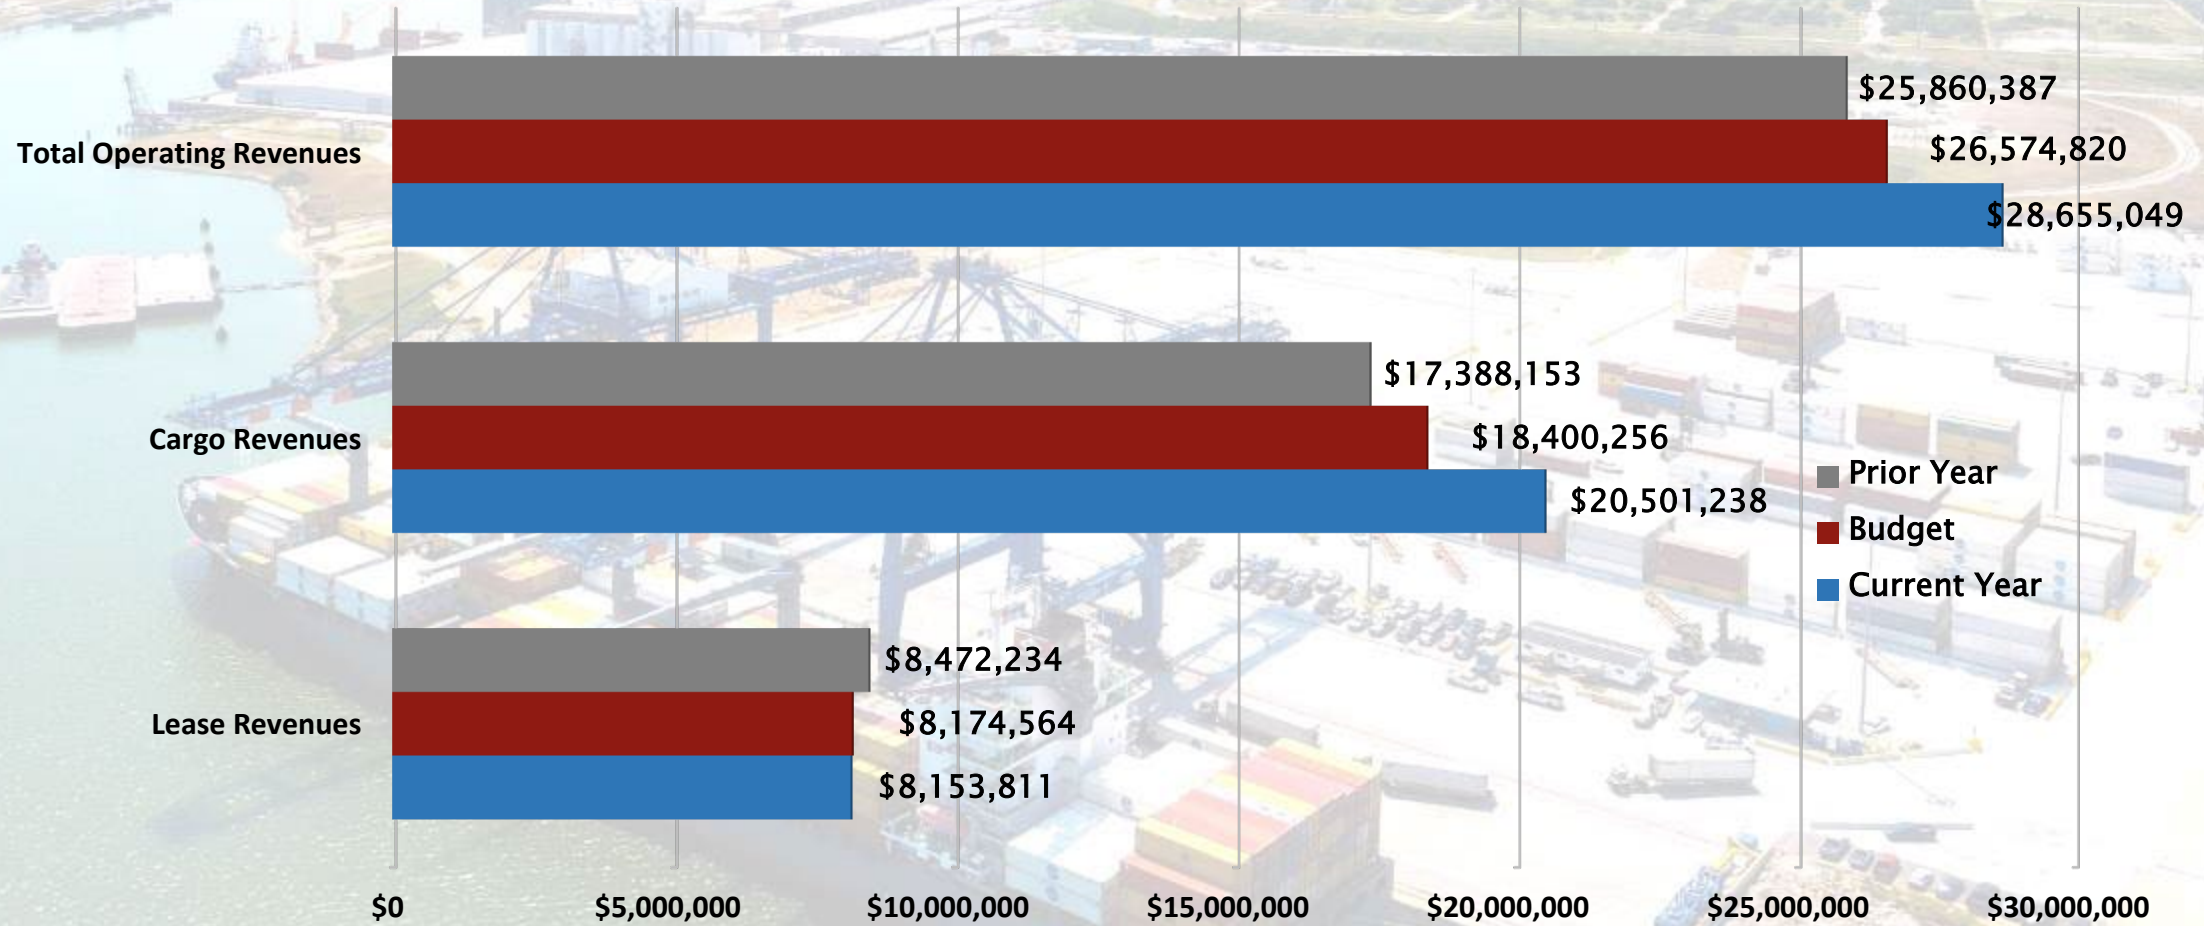 $25,860,387
Total Operating Revenues
$26,574,820
$28,655,049
$17,388,153
Cargo Revenues
$18,400,256
$20,501,238
Prior Year
Budget
Current Year
$8,472,234
Lease Revenues
$8,174,564
$8,153,811
$0
$5,000,000
$10,000,000
$15,000,000
$20,000,000
$25,000,000
$30,000,000